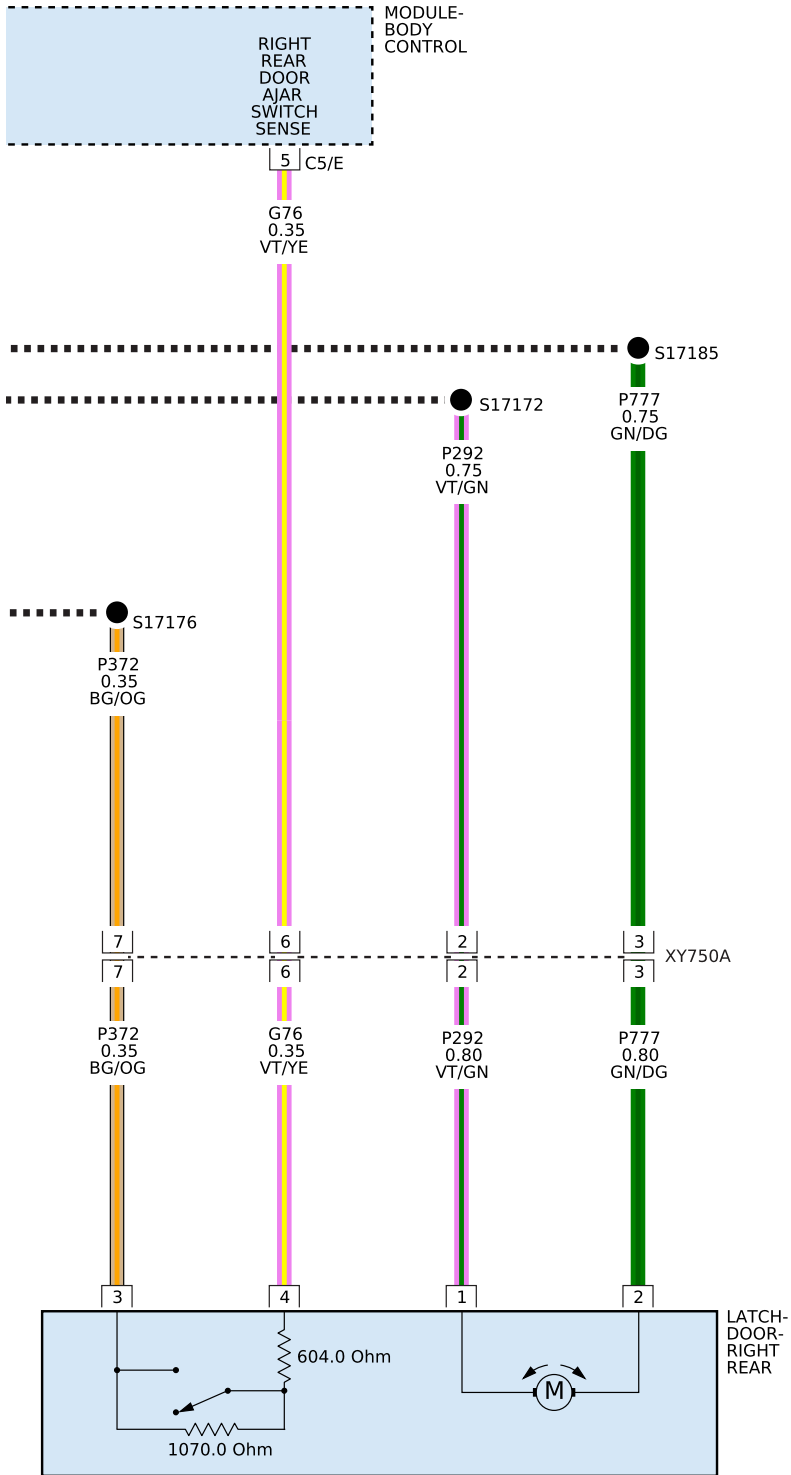 MODULE-
BODY
CONTROL
RIGHT
REAR
DOOR
AJAR
SWITCH
SENSE
5 C5/E
G76
0.35
VT/YE
S17185
S17172
P777
0.75
GN/DG
P292
0.75
VT/GN
S17176
P372
0.35
BG/OG
7 6 2 3
XY750A
7 6 2 3
P372
0.35
BG/OG
G76
0.35
VT/YE
P292
0.80
VT/GN
P777
0.80
GN/DG
3 4 1 2
LATCH-
DOOR-
RIGHT
REAR
604.0 Ohm
M
1070.0 Ohm